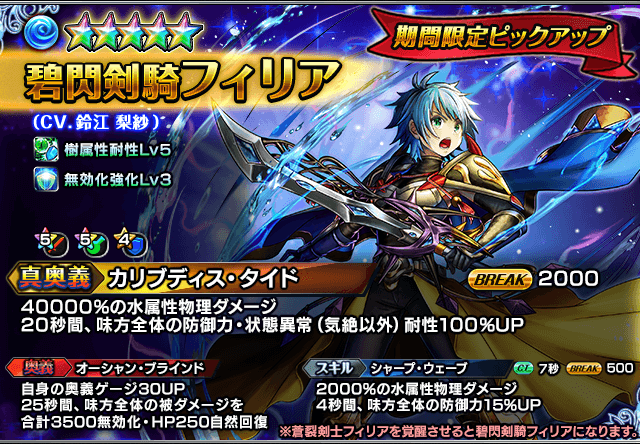 期間限定ピックアップ
碧閃剣騎フィリア
(CV.鈴江 梨紗)
樹属性耐性Lv5
無効化強化Lv3
5 5 4
真奥義 カリブディス・タイド BREAK 2000
40000%の水属性物理ダメージ
20秒間、味方全体の防御力・状態異常(気絶以外)耐性100%UP
奥義 オーシャン・ブラインド
自身の奥義ゲージ30UP
25秒間、味方全体の被ダメージを
合計3500無効化・HP250自然回復
スキル シャープ・ウェーブ C.T. 7秒 BREAK 500
2000%の水属性物理ダメージ
4秒間、味方全体の防御力15%UP
※蒼裂剣士フィリアを覚醒させると碧閃剣騎フィリアになります。